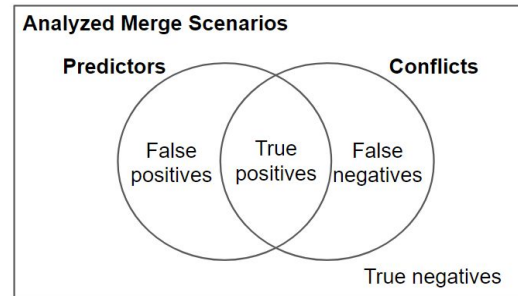 Analyzed Merge Scenarios
Predictors
Conflicts
False
positives
True
positives
False
negatives
True negatives